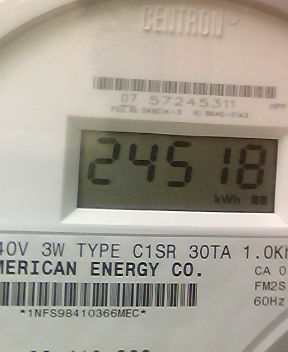 CENTRON
07 57245311
24518
kWh
40V 3W TYPE C1SR 30TA 1.0Kh
MERICAN ENERGY CO.
CA 0
FM2S
60Hz
*1NFS98410366MEC*